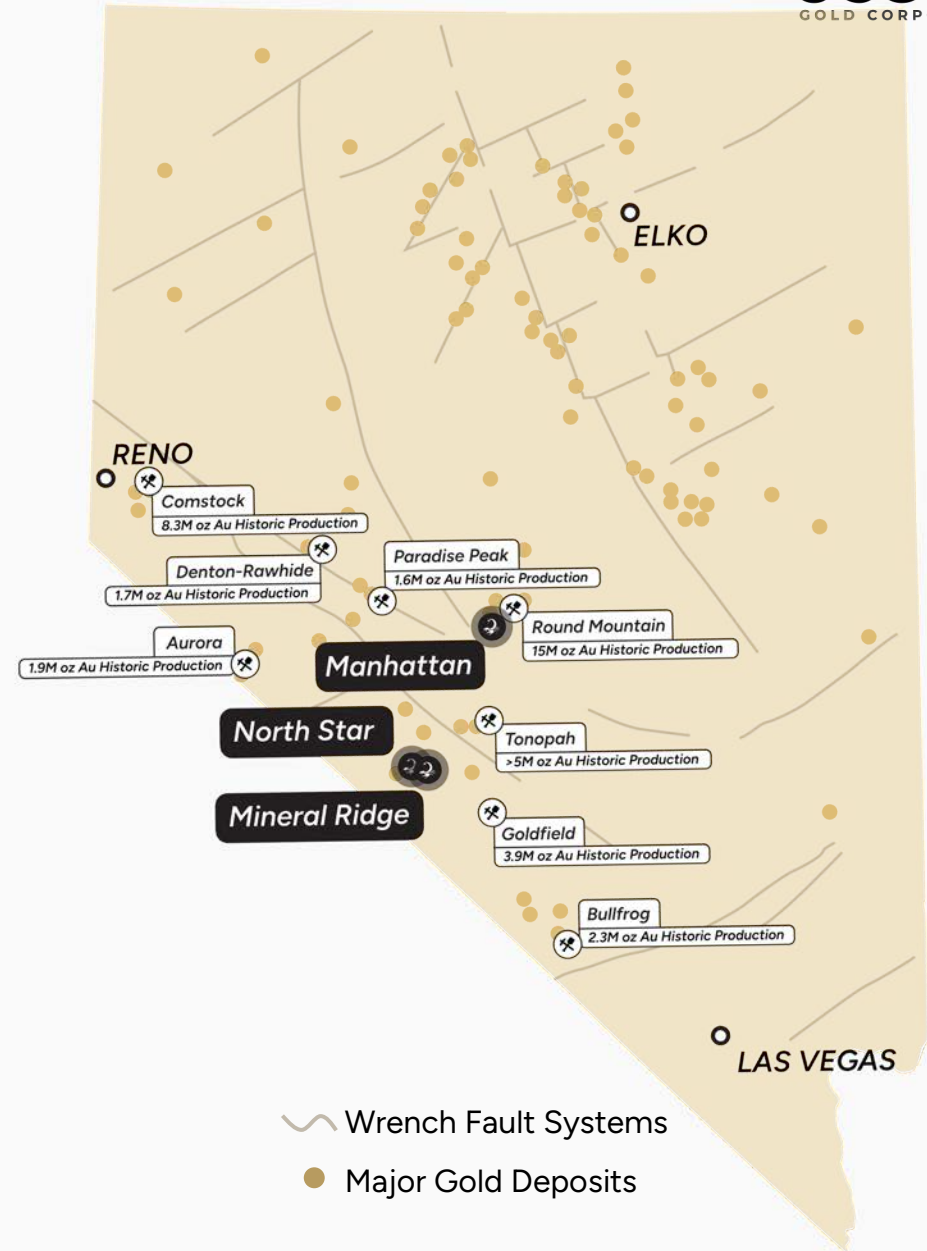 GOLD CORP
ELKO
RENO
Comstock
8.3M oz Au Historic Production
Denton-Rawhide
1.7M oz Au Historic Production
Paradise Peak
1.6M oz Au Historic Production
Round Mountain
15M oz Au Historic Production
Aurora
1.9M oz Au Historic Production
Manhattan
North Star
Tonopah
>5M oz Au Historic Production
Mineral Ridge
Goldfield
3.9M oz Au Historic Production
Bullfrog
2.3M oz Au Historic Production
LAS VEGAS
Wrench Fault Systems
Major Gold Deposits